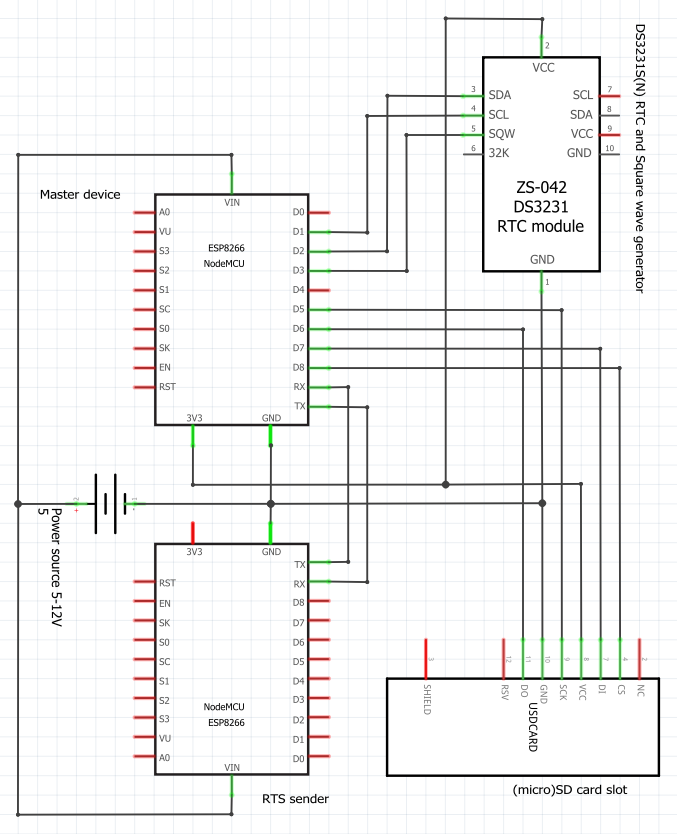 2
VCC
3 SDA SCL 7
4 SCL SDA 8
5 SQW VCC 9
6 32K GND 10
ZS-042
DS3231
RTC module
GND
1
DS3231S(N) RTC and Square wave generator
Master device
VIN
A0 D0
VU D1
S3 D2
S2 D3
S1 D4
SC D5
S0 D6
SK D7
EN D8
RST RX
TX
ESP8266
NodeMCU
3V3 GND
+
5
Power source 5-12V
3V3 GND
TX
RST RX
EN D8
SK D7
S0 D6
SC D5
S1 D4
S2 D3
S3 D2
VU D1
A0 D0
NodeMCU
ESP8266
VIN
RTS sender
3 12 11 10 9 8 7 4 2
SHIELD RSV DO GND SCK VCC DI CS NC
USDCARD
(micro)SD card slot